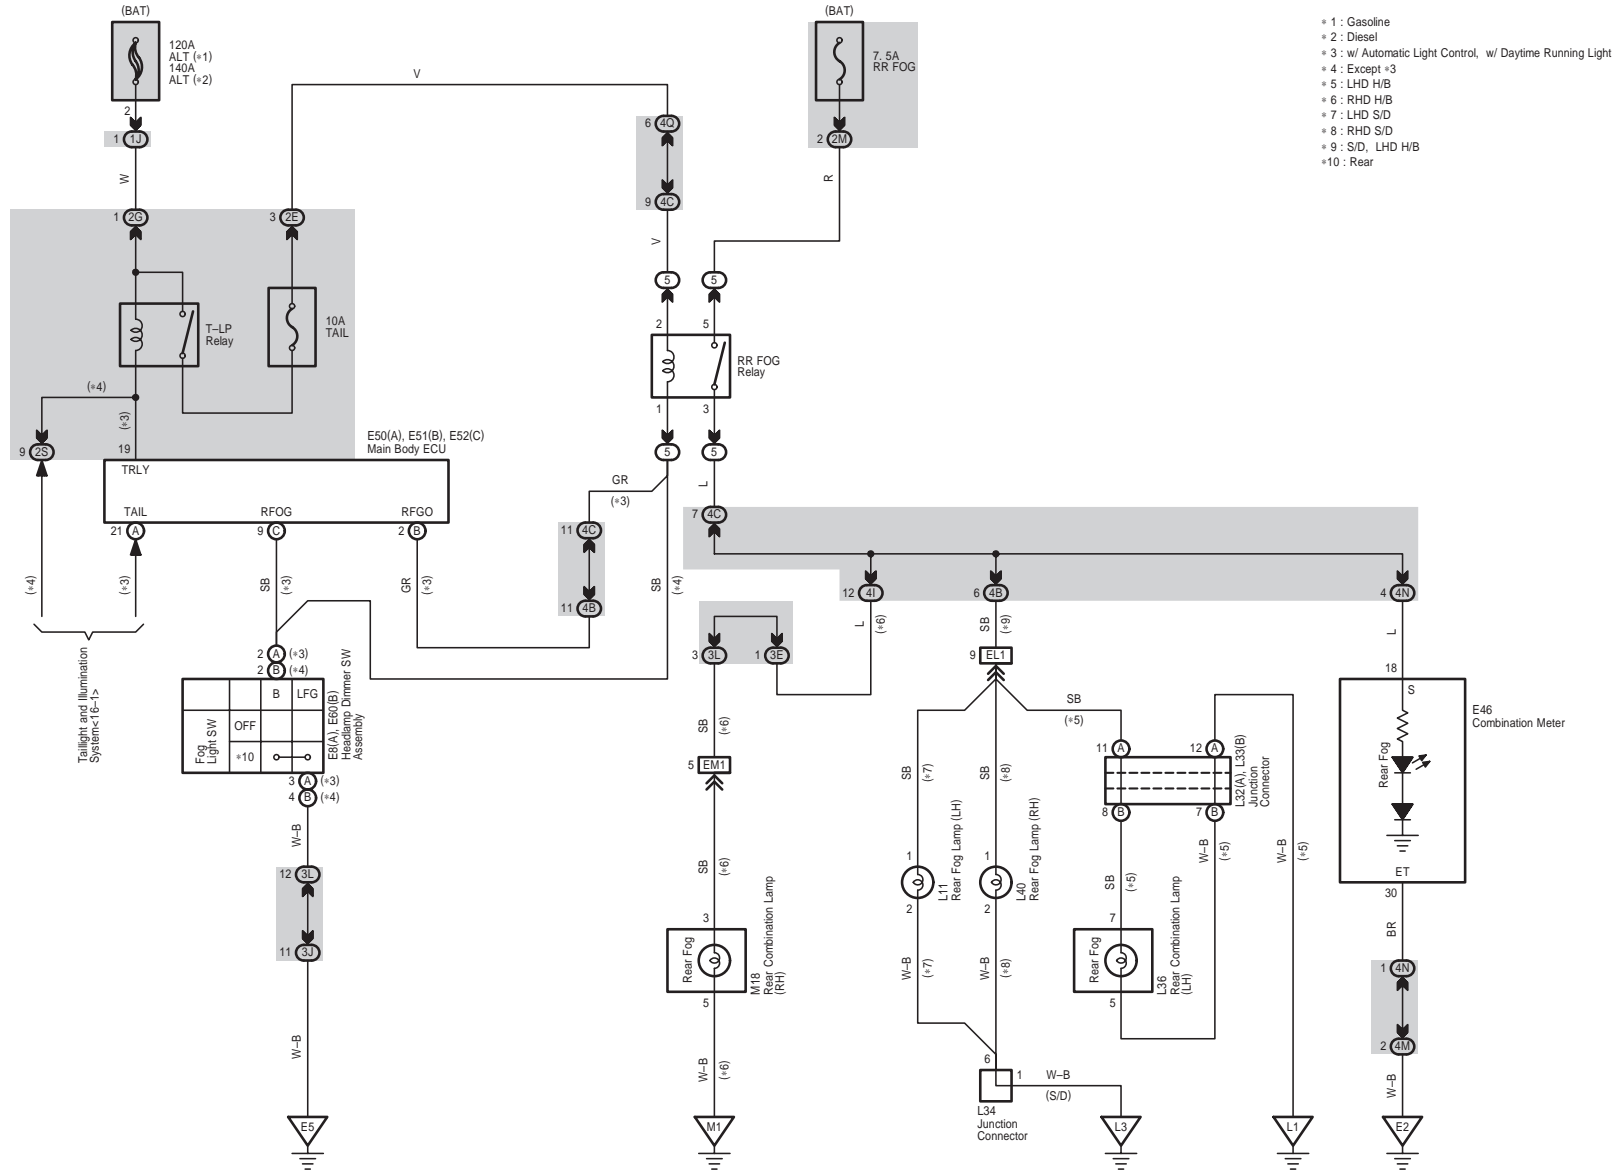 (BAT)
120A
ALT (*1)
140A
ALT (*2)
2
1 1J
W
1 2G
3 2E
V
6 4Q
9 4C
V
(BAT)
7. 5A
RR FOG
2 2M
R
* 1 : Gasoline
* 2 : Diesel
* 3 : w/ Automatic Light Control, w/ Daytime Running Light
* 4 : Except *3
* 5 : LHD H/B
* 6 : RHD H/B
* 7 : LHD S/D
* 8 : RHD S/D
* 9 : S/D, LHD H/B
*10 : Rear
T–LP
Relay
10A
TAIL
5
5
2
5
RR FOG
Relay
1
3
5
5
(*4)
(*3)
9 2S
19
E50(A), E51(B), E52(C)
Main Body ECU
TRLY
TAIL
RFOG
RFGO
21 A
9 C
2 B
(*4)
(*3)
SB
(*3)
GR
(*3)
GR
(*3)
11 4C
11 4B
SB
(*4)
L
7 4C
12 4I
6 4B
4 4N
Taillight and Illumination
System<16–1>
2 A (*3)
2 B (*4)
B
LFG
Fog
Light SW
OFF
*10
E8(A), E60(B)
Headlamp Dimmer SW
Assembly
3 A (*3)
4 B (*4)
W–B
12 3L
11 3J
W–B
E5
3 3L
1 3E
L
(*6)
SB
(*6)
5 EM1
SB
(*6)
3
Rear Fog
M18
Rear Combination Lamp
(RH)
5
W–B
(*6)
M1
SB
(*9)
9 EL1
SB
(*5)
SB
(*7)
SB
(*8)
1
L11
Rear Fog Lamp (LH)
2
1
L40
Rear Fog Lamp (RH)
2
W–B
(*7)
W–B
(*8)
6
1
W–B
(S/D)
L34
Junction
Connector
L3
11 A
12 A
L32(A), L33(B)
Junction
Connector
8 B
7 B
SB
(*5)
W–B
(*5)
W–B
(*5)
7
Rear Fog
L36
Rear Combination Lamp
(LH)
5
L1
L
18
S
Rear Fog
E46
Combination Meter
ET
30
BR
1 4N
2 4M
W–B
E2